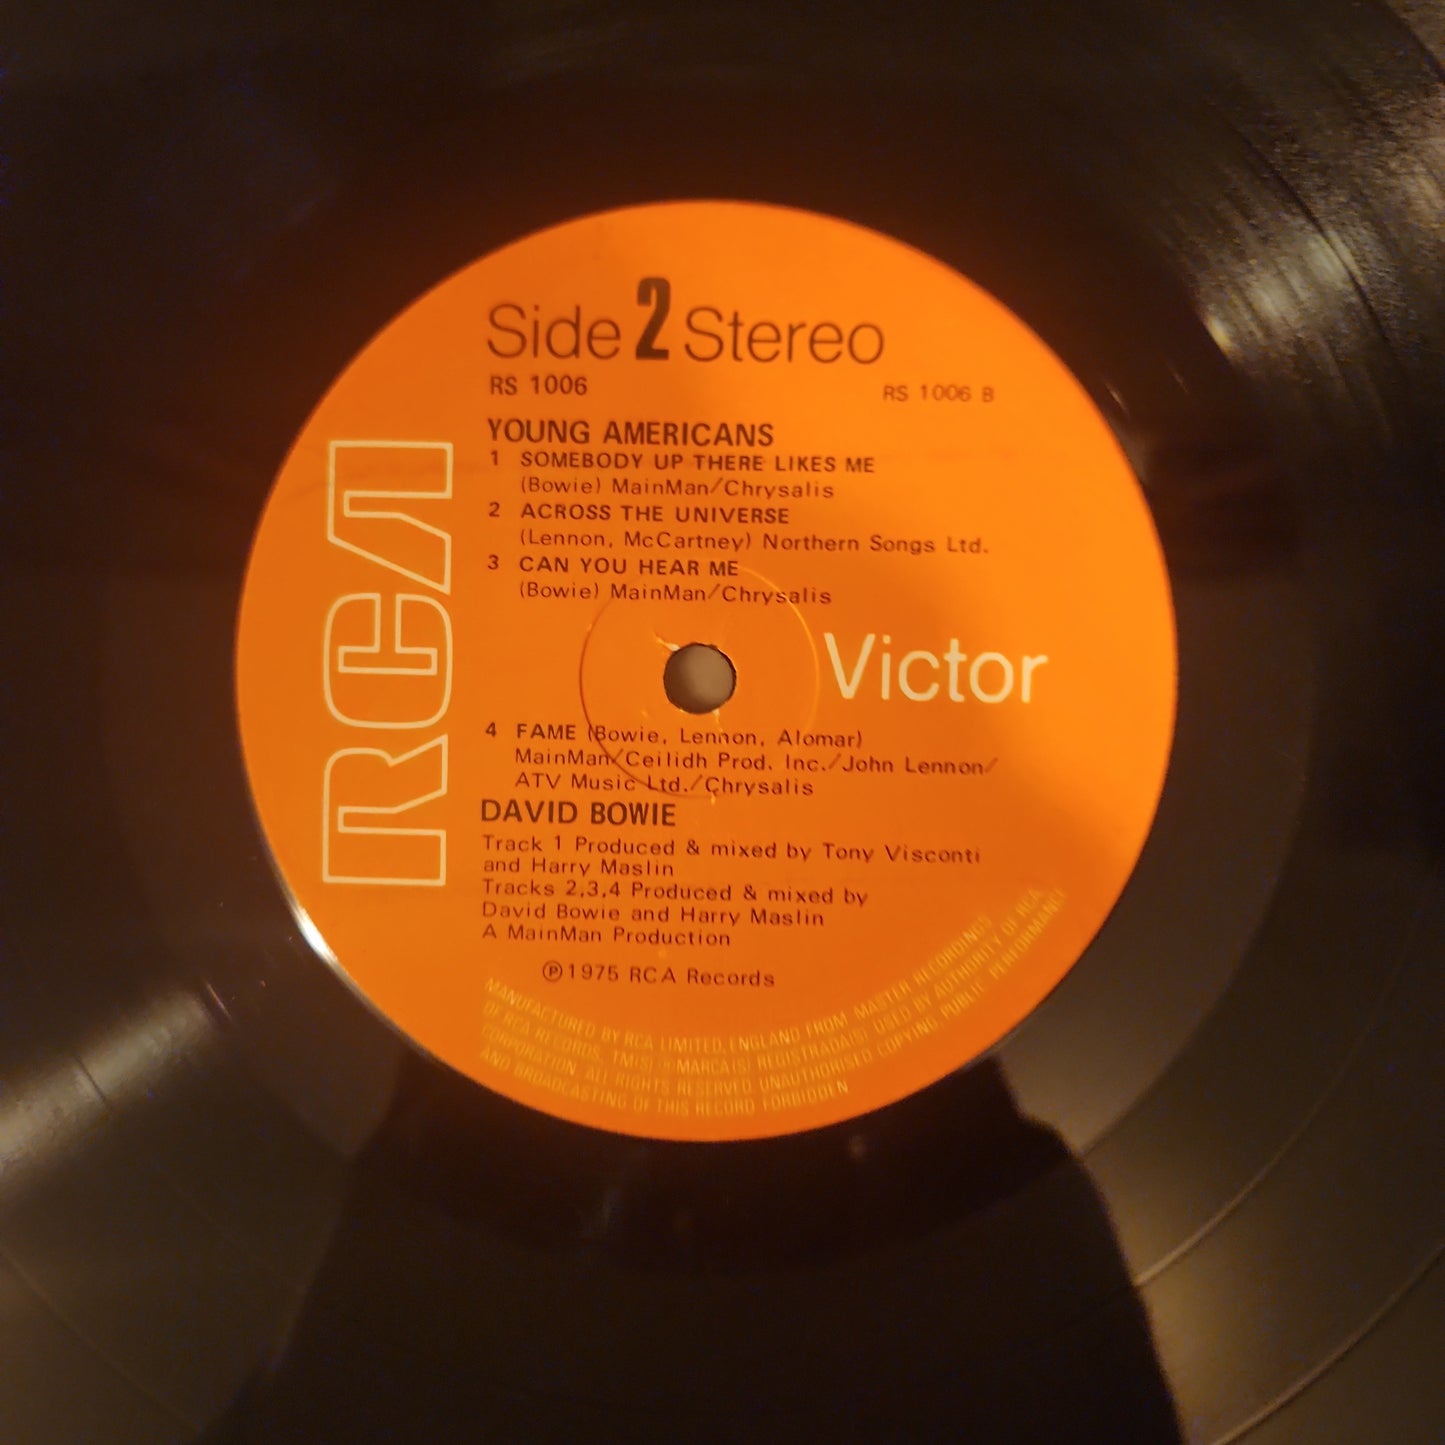 Side 2 Stereo
RS 1006
RS 1006 B
YOUNG AMERICANS
1 SOMEBODY UP THERE LIKES ME
(Bowie) MainMan/Chrysalis
2 ACROSS THE UNIVERSE
(Lennon, McCartney) Northern Songs Ltd.
3 CAN YOU HEAR ME
(Bowie) MainMan/Chrysalis
RCA
Victor
4 FAME (Bowie, Lennon, Alomar)
MainMan/Ceilidh Prod. Inc./John Lennon/
ATV Music Ltd./Chrysalis
DAVID BOWIE
Track 1 Produced & mixed by Tony Visconti
and Harry Maslin
Tracks 2,3,4 Produced & mixed by
David Bowie and Harry Maslin
A MainMan Production
Ⓟ1975 RCA Records
MANUFACTURED BY RCA LIMITED, ENGLAND FROM MASTER RECORDINGS
OF RCA RECORDS, TM(S) ® MARCA(S) REGISTRADA(S) USED BY AUTHORITY OF RCA
CORPORATION. ALL RIGHTS RESERVED UNAUTHORISED COPYING, PUBLIC PERFORMANCE
AND BROADCASTING OF THIS RECORD FORBIDDEN